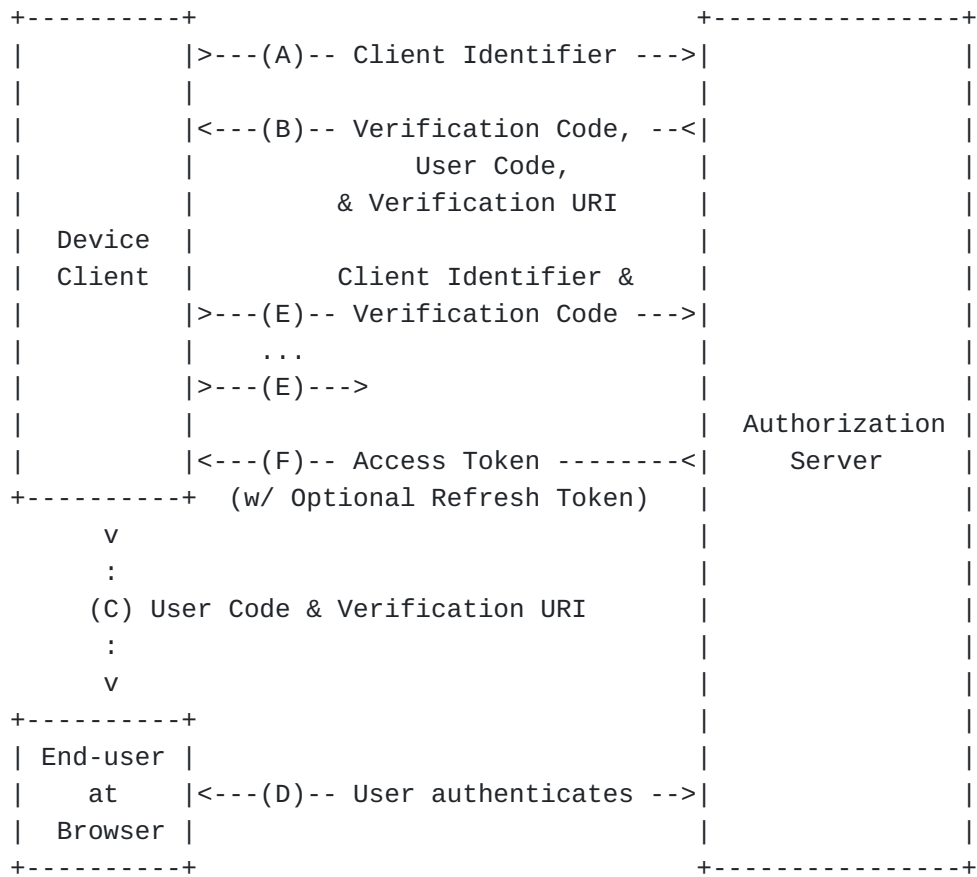 +----------+                                +----------------+
|          |>---(A)-- Client Identifier --->|                |
|          |                                |                |
|          |<---(B)-- Verification Code, --<|                |
|          |              User Code,        |                |
|          |         & Verification URI     |                |
|  Device  |                                |                |
|  Client  |         Client Identifier &    |                |
|          |>---(E)-- Verification Code --->|                |
|          |    ...                         |                |
|          |>---(E)--->                     |                |
|          |                                |  Authorization |
|          |<---(F)-- Access Token --------<|     Server     |
+----------+  (w/ Optional Refresh Token)   |                |
      v                                     |                |
      :                                     |                |
     (C) User Code & Verification URI       |                |
      :                                     |                |
      v                                     |                |
+----------+                                |                |
| End-user |                                |                |
|    at    |<---(D)-- User authenticates -->|                |
|  Browser |                                |                |
+----------+                                +----------------+